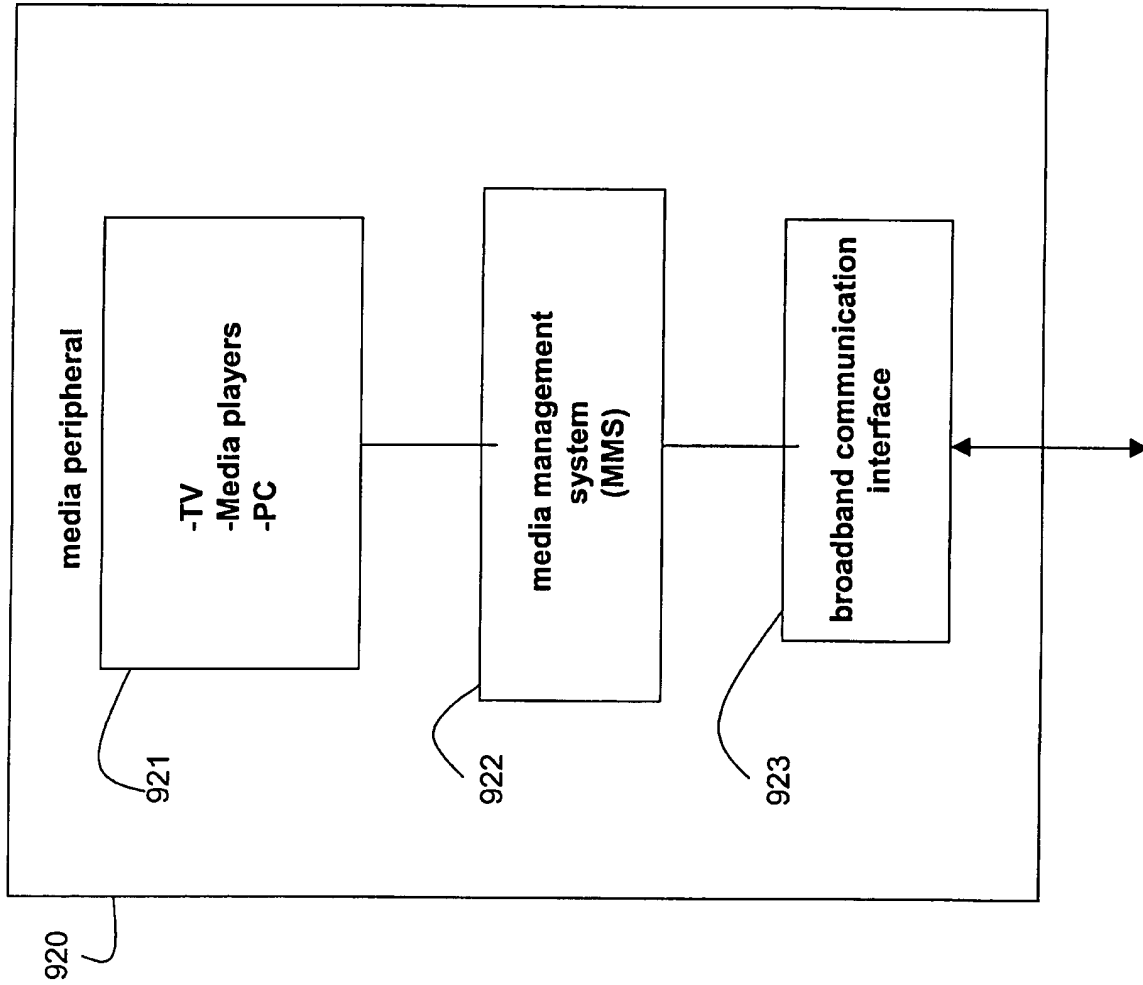 920
media peripheral
921
-TV
-Media players
-PC
922
media management
system
(MMS)
923
broadband communication
interface